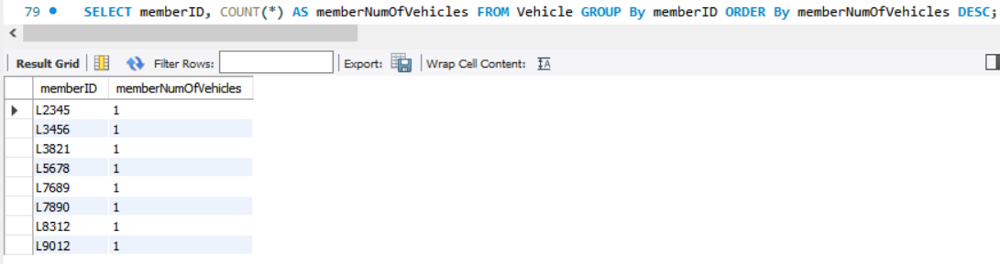 79 SELECT memberID, COUNT(*) AS memberNumOfVehicles FROM Vehicle GROUP By memberID ORDER By memberNumOfVehicles DESC;
Result Grid Filter Rows: Export: Wrap Cell Content: IA
memberID memberNumOfVehicles
L2345 1
L3456 1
L3821 1
L5678 1
L7689 1
L7890 1
L8312 1
L9012 1